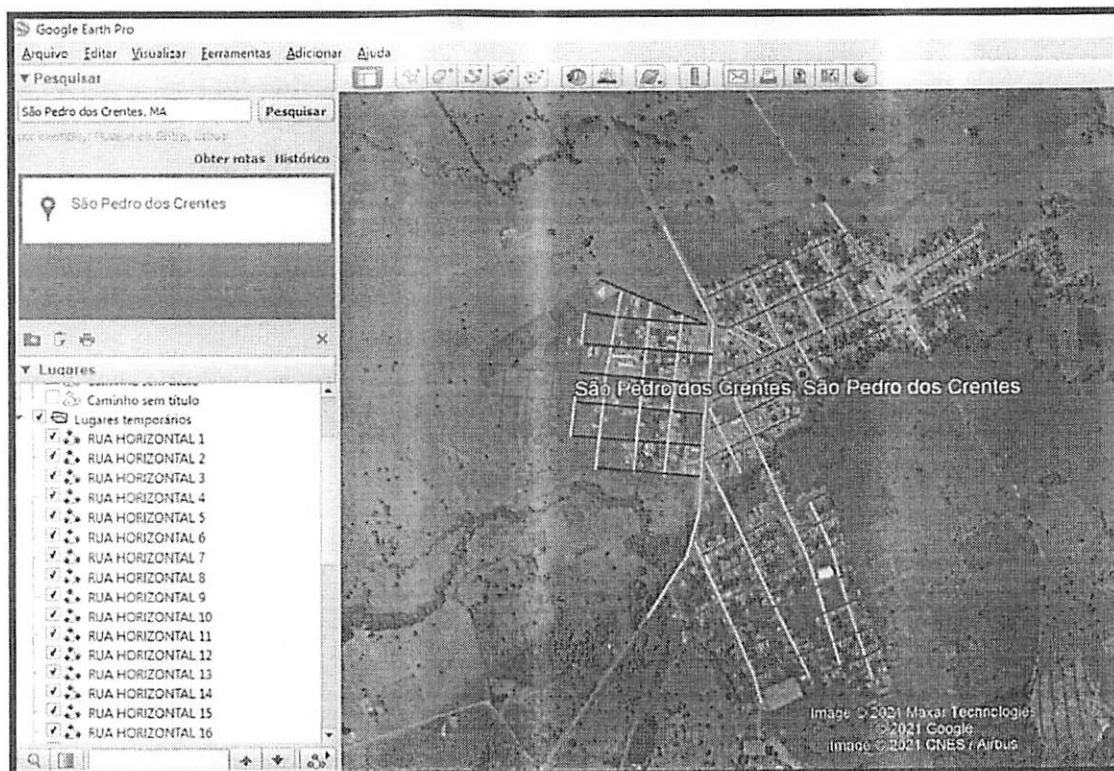 Google Earth Pro
Arquivo Editar Visualizar Ferramentas Adicionar Ajuda
Pesquisar
São Pedro dos Crentes, MA
Pesquisar
Obter rotas Histórico
São Pedro dos Crentes
Lugares
Caminho sem título
Caminho sem título
Lugares temporários
RUA HORIZONTAL 1
RUA HORIZONTAL 2
RUA HORIZONTAL 3
RUA HORIZONTAL 4
RUA HORIZONTAL 5
RUA HORIZONTAL 6
RUA HORIZONTAL 7
RUA HORIZONTAL 8
RUA HORIZONTAL 9
RUA HORIZONTAL 10
RUA HORIZONTAL 11
RUA HORIZONTAL 12
RUA HORIZONTAL 13
RUA HORIZONTAL 14
RUA HORIZONTAL 15
RUA HORIZONTAL 16
São Pedro dos Crentes São Pedro dos Crentes
Image © 2021 Maxar Technologies
© 2021 Google
Image © 2021 CNES / Airbus